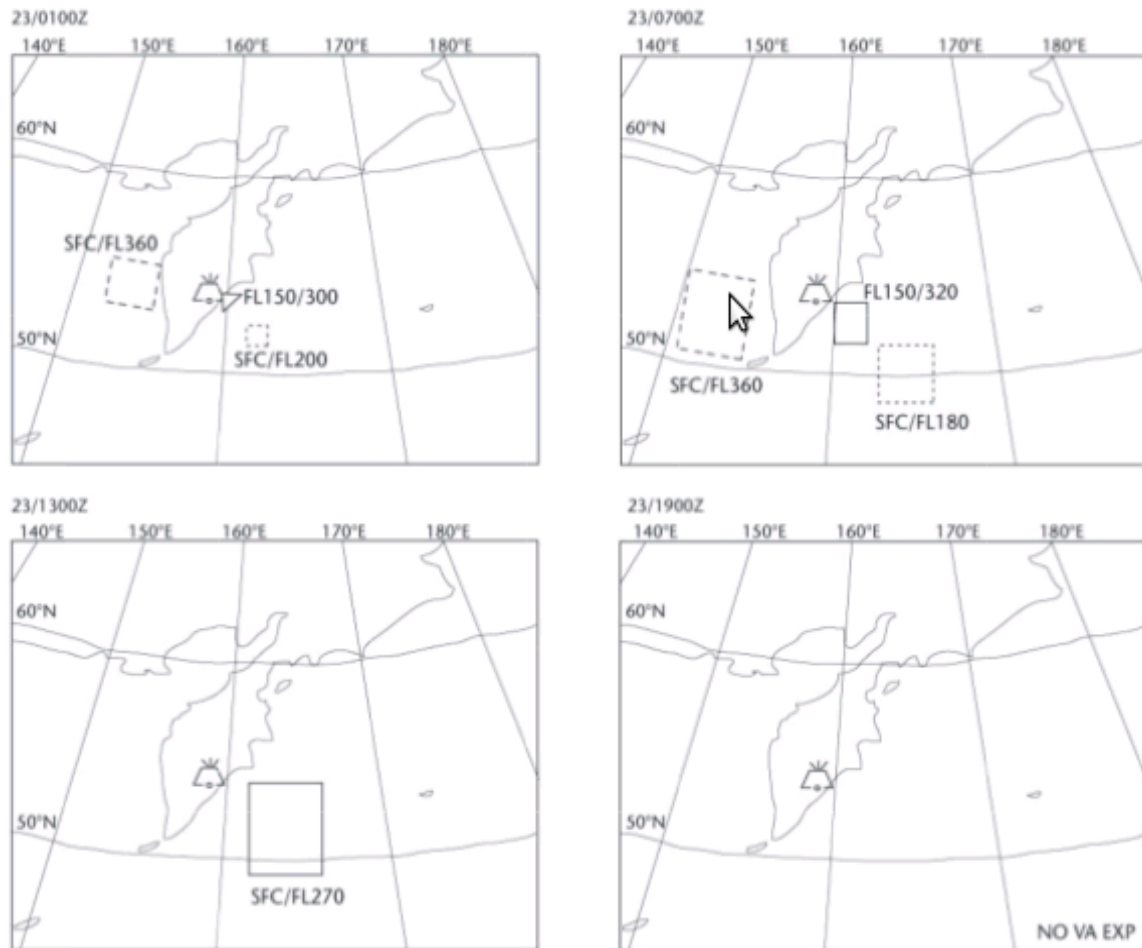 23/0100Z
140°E 150°E 160°E 170°E 180°E
60°N
SFC/FL360
FL150/300
50°N
SFC/FL200
23/0700Z
140°E 150°E 160°E 170°E 180°E
60°N
FL150/320
50°N
SFC/FL360
SFC/FL180
23/1300Z
140°E 150°E 160°E 170°E 180°E
60°N
50°N
SFC/FL270
23/1900Z
140°E 150°E 160°E 170°E 180°E
60°N
50°N
NO VA EXP